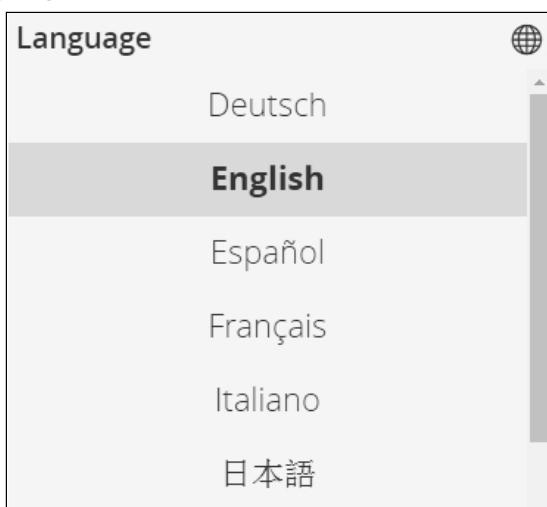 Language
Deutsch
English
Español
Français
Italiano
日本語